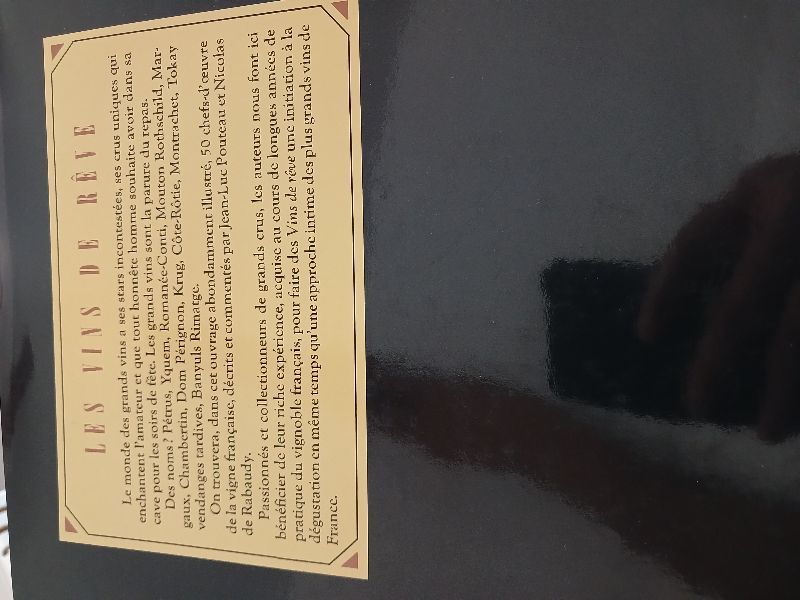 LES VINS DE RÊVE
Le monde des grands vins a ses stars incontestées, ses crus uniques qui
enchantent l'amateur et que tout honnête homme souhaite avoir dans sa
cave pour les soirs de fête. Les grands vins sont la parure du repas.
Des noms ? Pétrus, Yquem, Romanée-Conti, Mouton Rothschild, Mar-
gaux, Chambertin, Dom Pérignon, Krug, Côte-Rôtie, Montrachet, Tokay
vendanges tardives, Banyuls Rimatge.
On trouvera, dans cet ouvrage abondamment illustré, 50 chefs-d'œuvre
de la vigne française, décrits et commentés par Jean-Luc Pouteau et Nicolas
de Rabaudy.
Passionnés et collectionneurs de grands crus, les auteurs nous font ici
bénéficier de leur riche expérience, acquise au cours de longues années de
pratique du vignoble français, pour faire des Vins de rêve une initiation à la
dégustation en même temps qu'une approche intime des plus grands vins de
France.